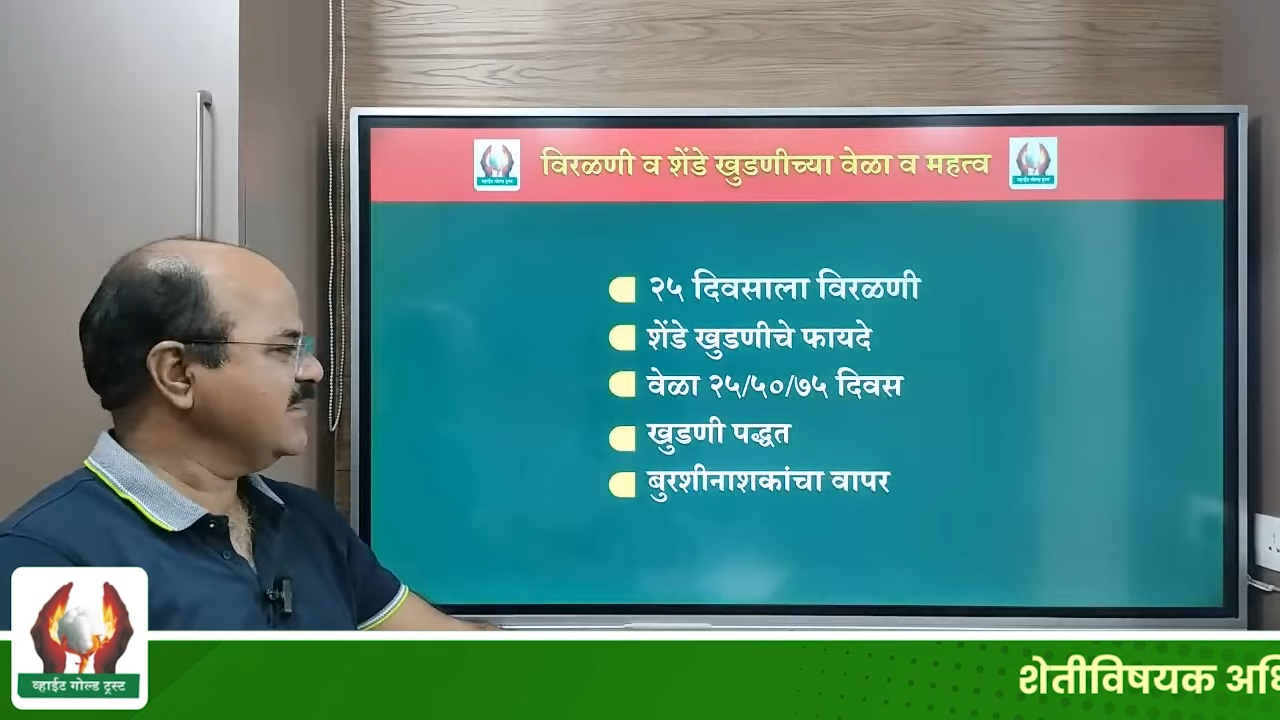 विरळणी व शेंडे खुडणीच्या वेळा व महत्व
२५ दिवसाला विरळणी
शेंडे खुडणीचे फायदे
वेळा २५/५०/७५ दिवस
खुडणी पद्धत
बुरशीनाशकांचा वापर
व्हाईट गोल्ड ट्रस्ट
शेतीविषयक